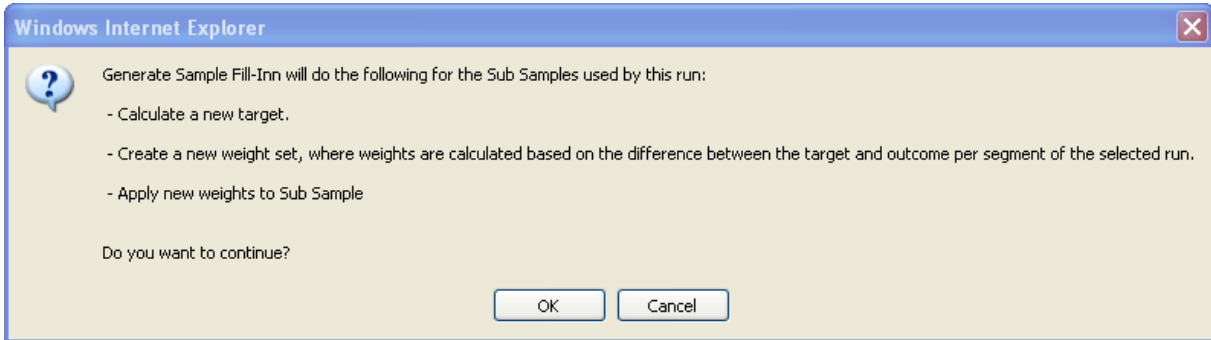 Windows Internet Explorer
Generate Sample Fill-Inn will do the following for the Sub Samples used by this run:
- Calculate a new target.
- Create a new weight set, where weights are calculated based on the difference between the target and outcome per segment of the selected run.
- Apply new weights to Sub Sample
Do you want to continue?
OK
Cancel